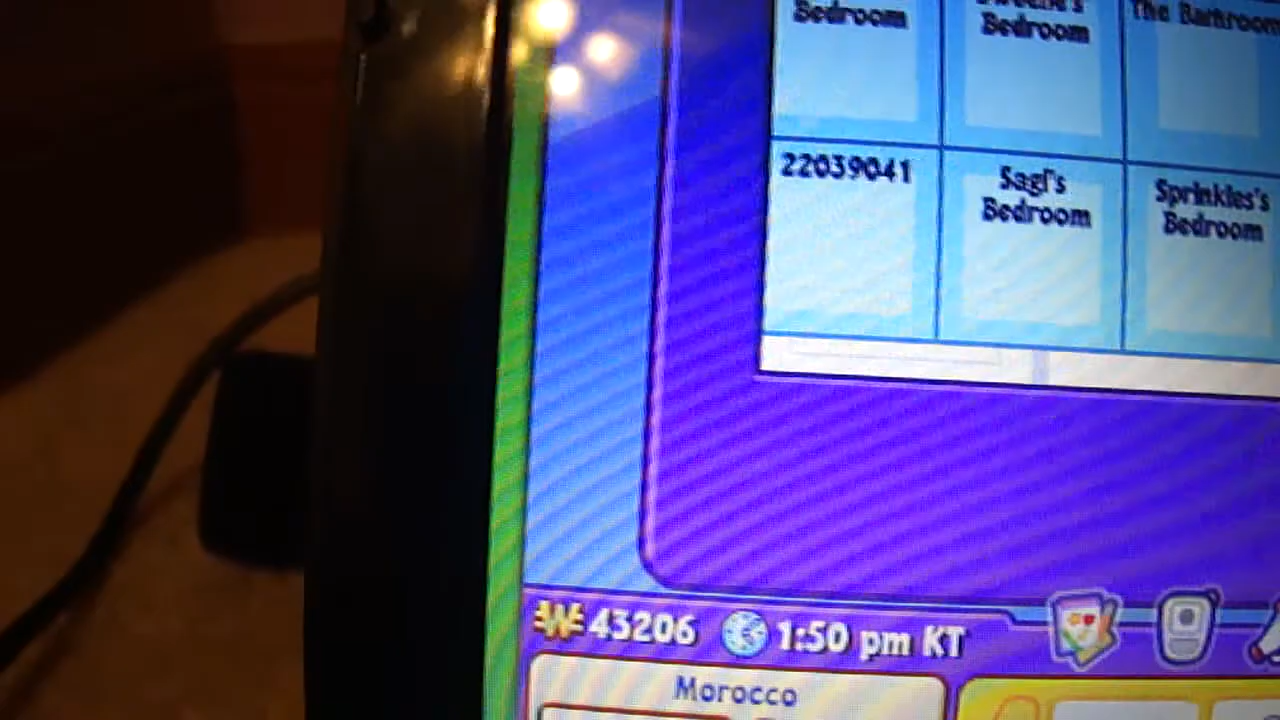 Bedroom
Bedroom
The Bathroom
22039041
Sagi's
Bedroom
Sprinkles's
Bedroom
W 43206
1:50 pm KT
Morocco